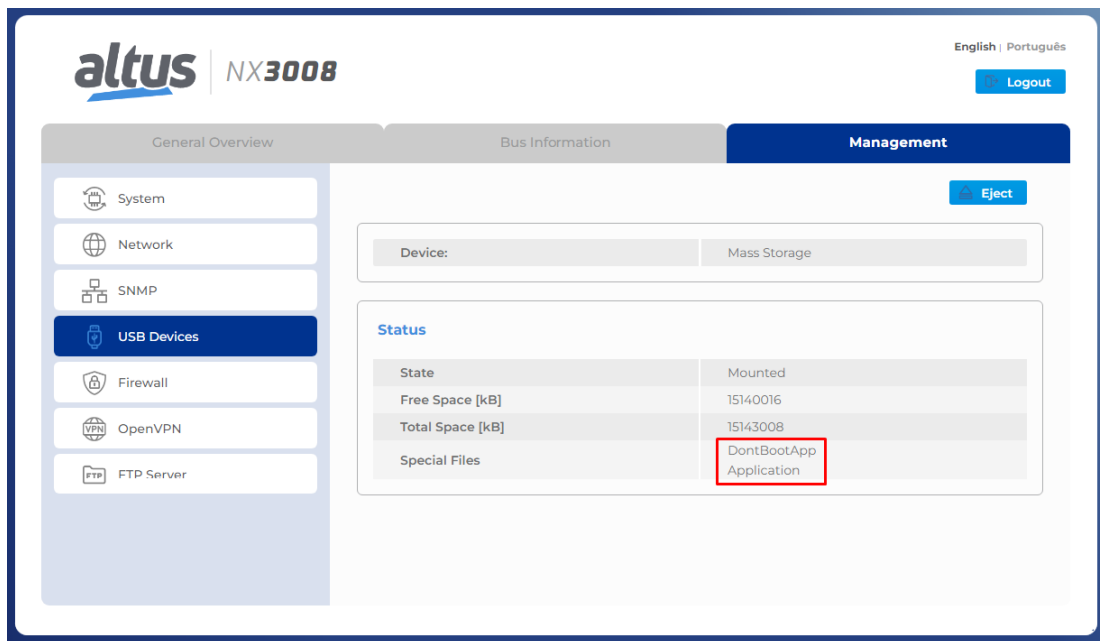 altus NX3008
English | Português
Logout
General Overview
Bus Information
Management
System
Network
SNMP
USB Devices
Firewall
VPN OpenVPN
FTP FTP Server
Eject
Device: Mass Storage
Status
State Mounted
Free Space [kB] 15140016
Total Space [kB] 15143008
Special Files DontBootApp
Application